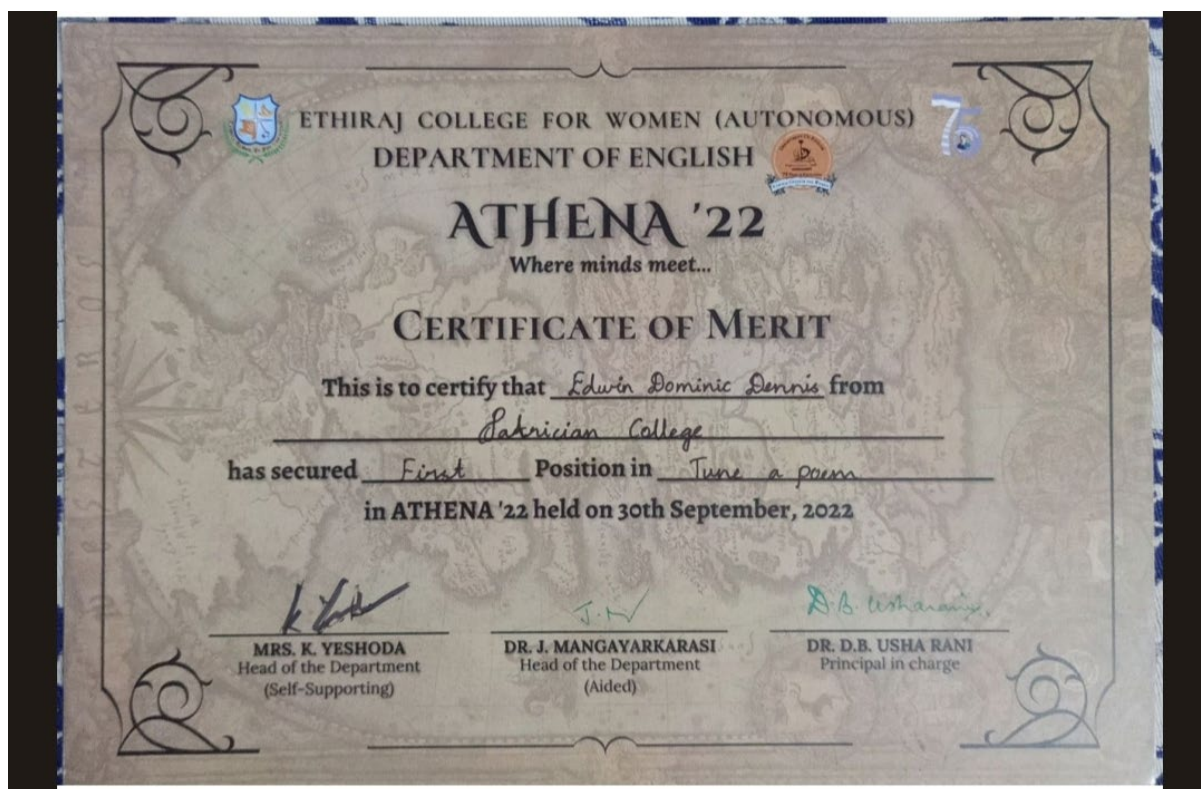 ETHIRAJ COLLEGE FOR WOMEN (AUTONOMOUS)
DEPARTMENT OF ENGLISH
75
ATHENA '22
Where minds meet...
CERTIFICATE OF MERIT
This is to certify that Edwin Dominic Dennis from
Patrician College
has secured First Position in Tune a poem
in ATHENA '22 held on 30th September, 2022
D.B. Usharani
MRS. K. YESHODA
Head of the Department
(Self-Supporting)
DR. J. MANGAYARKARASI
Head of the Department
(Aided)
DR. D.B. USHA RANI
Principal in charge